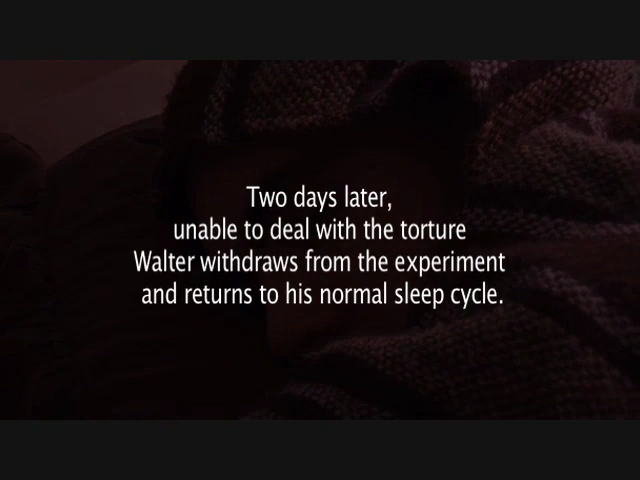 Two days later,
unable to deal with the torture
Walter withdraws from the experiment
and returns to his normal sleep cycle.